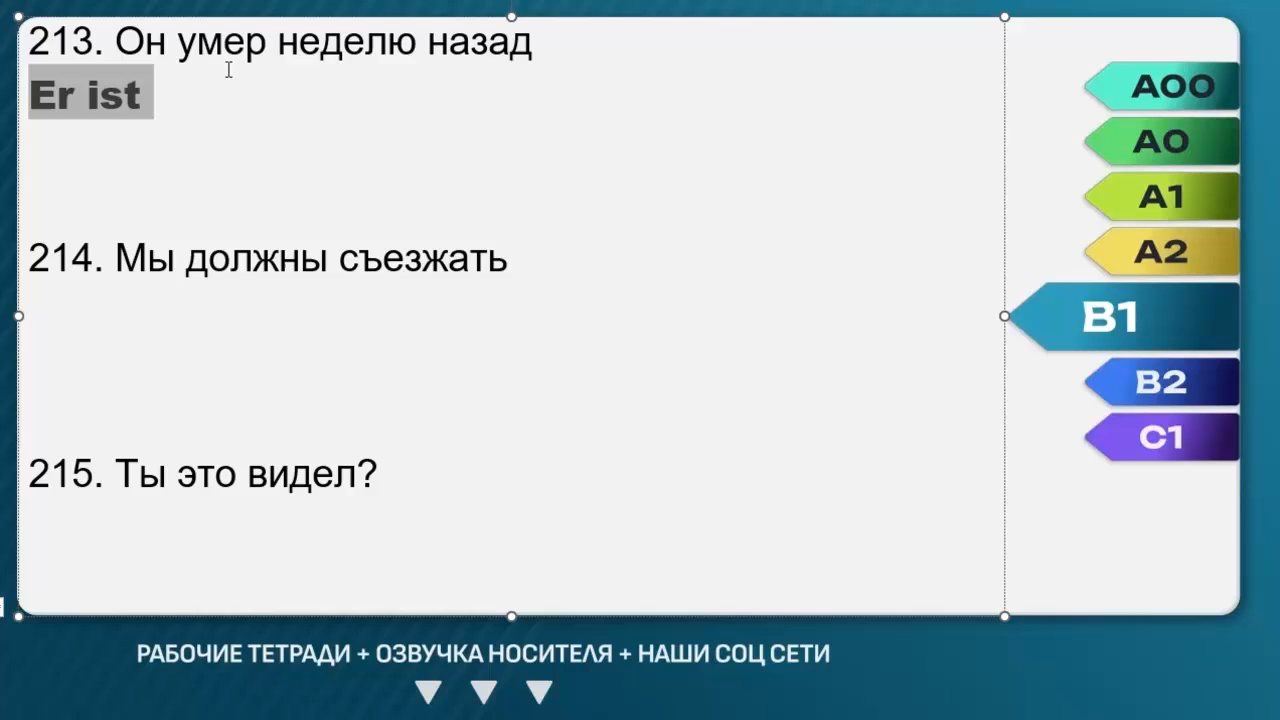 213. Он умер неделю назад
Er ist
214. Мы должны съезжать
215. Ты это видел?
A00
A0
A1
A2
B1
B2
C1
РАБОЧИЕ ТЕТРАДИ + ОЗВУЧКА НОСИТЕЛЯ + НАШИ СОЦ СЕТИ